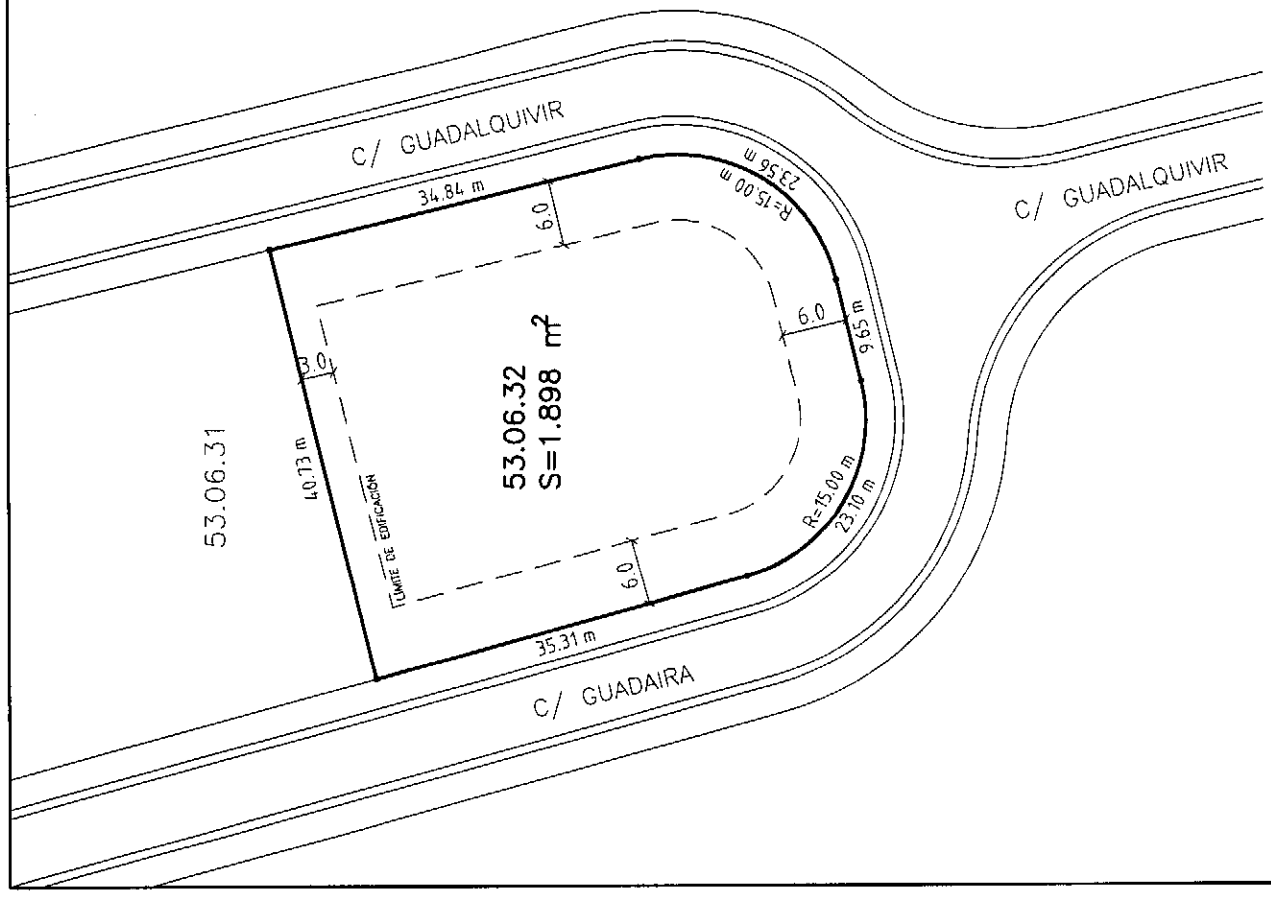 C/ GUADALQUIVIR
34.84 m
6.0
R=15.00 m
23.56 m
C/ GUADALQUIVIR
3.0
40.73 m
53.06.31
LIMITE DE EDIFICACIÓN
53.06.32
S=1.898 m²
6.0
9.65 m
6.0
R=15.00 m
23.10 m
35.31 m
C/ GUADAIRA